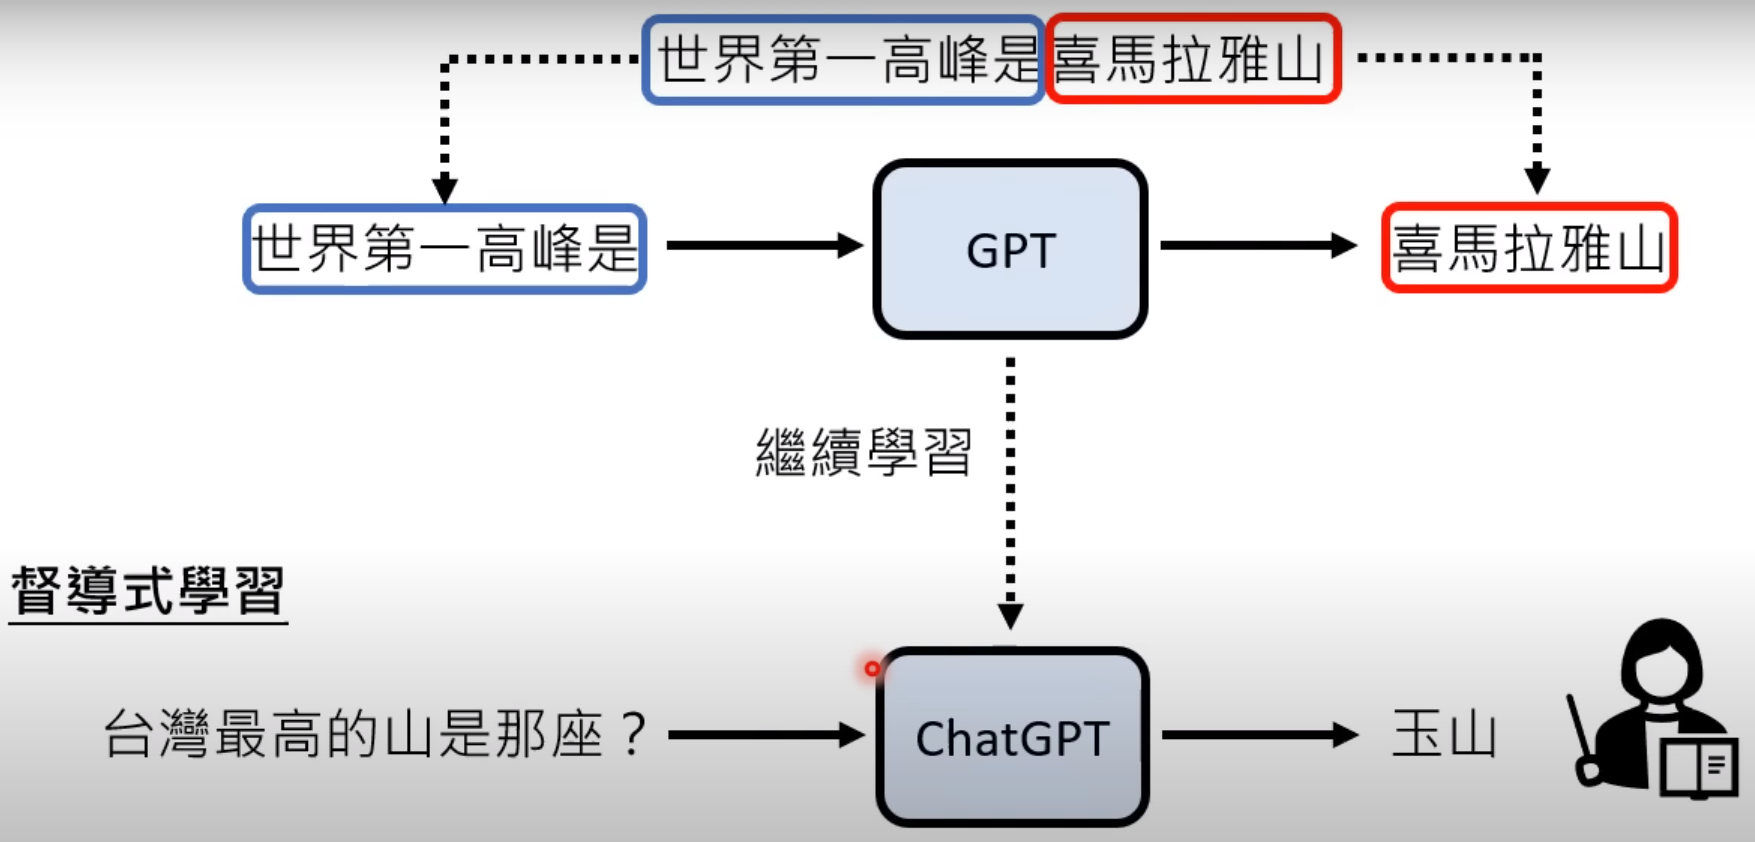 世界第一高峰是喜馬拉雅山
世界第一高峰是
GPT
喜馬拉雅山
繼續學習
督導式學習
台灣最高的山是那座？
ChatGPT
玉山